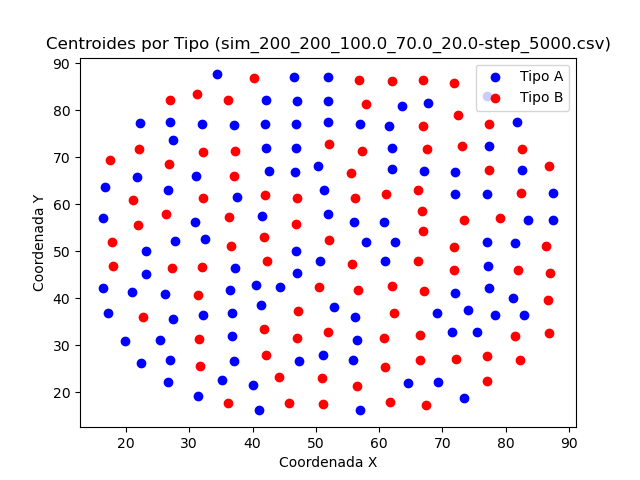 Centroides por Tipo (sim_200_200_100.0_70.0_20.0-step_5000.csv)
Tipo A
Tipo B
90
80
70
60
50
40
30
20
Coordenada Y
20 30 40 50 60 70 80 90
Coordenada X